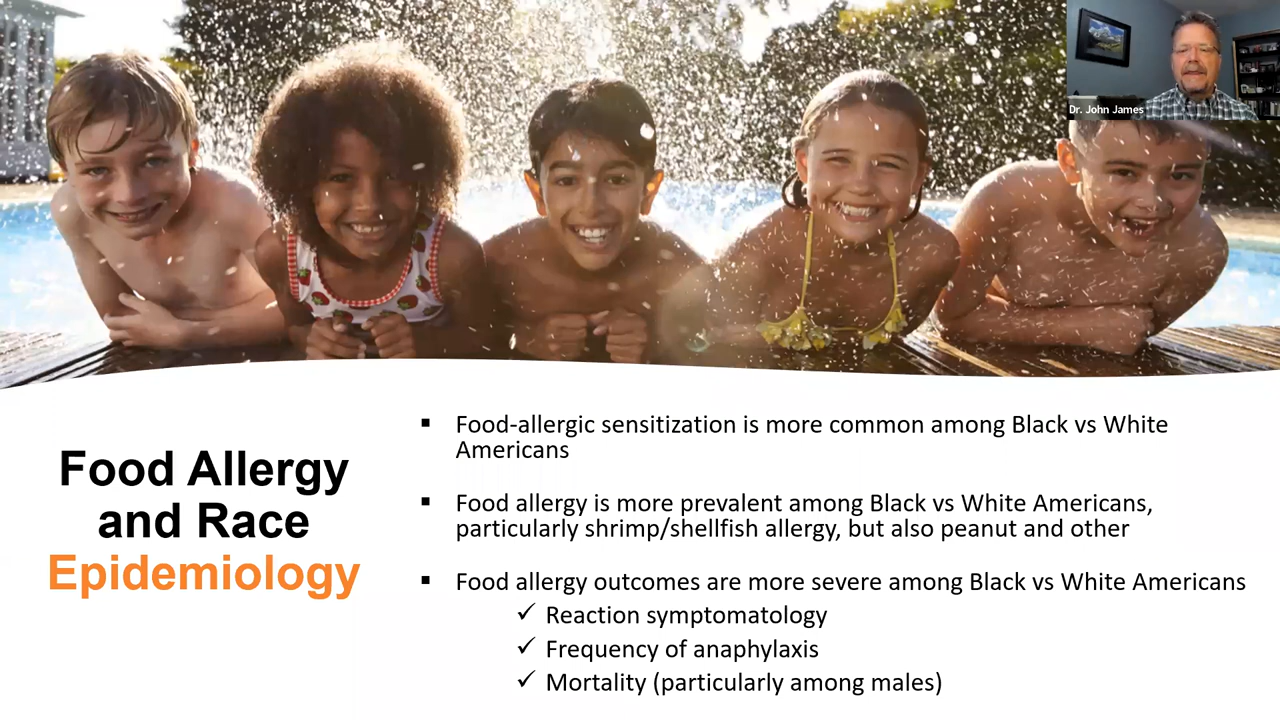 Dr. John James
Food Allergy
and Race
Epidemiology
▪ Food-allergic sensitization is more common among Black vs White
Americans
▪ Food allergy is more prevalent among Black vs White Americans,
particularly shrimp/shellfish allergy, but also peanut and other
▪ Food allergy outcomes are more severe among Black vs White Americans
✓ Reaction symptomatology
✓ Frequency of anaphylaxis
✓ Mortality (particularly among males)